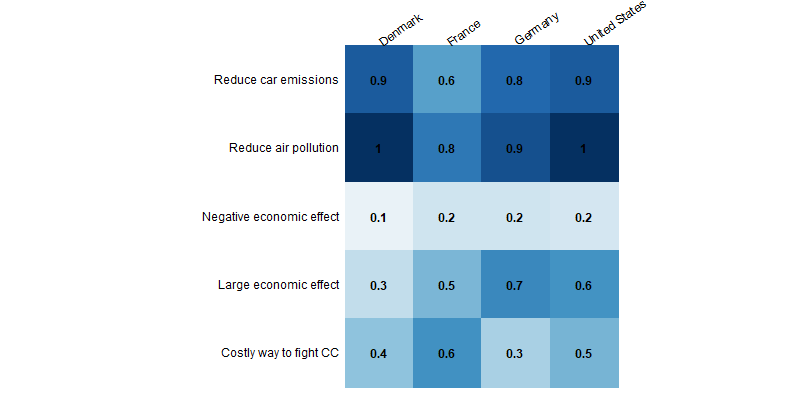 Denmark France Germany United States
Reduce car emissions 0.9 0.6 0.8 0.9
Reduce air pollution 1 0.8 0.9 1
Negative economic effect 0.1 0.2 0.2 0.2
Large economic effect 0.3 0.5 0.7 0.6
Costly way to fight CC 0.4 0.6 0.3 0.5